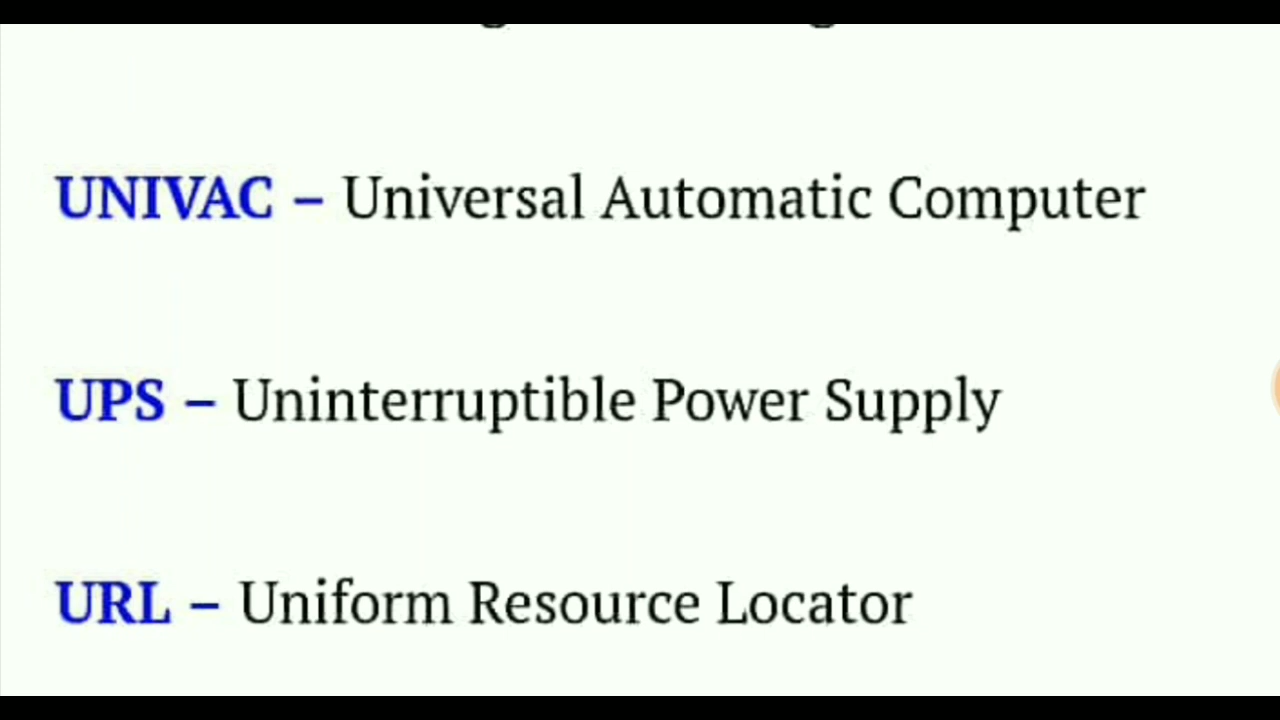 UNIVAC – Universal Automatic Computer
UPS – Uninterruptible Power Supply
URL – Uniform Resource Locator